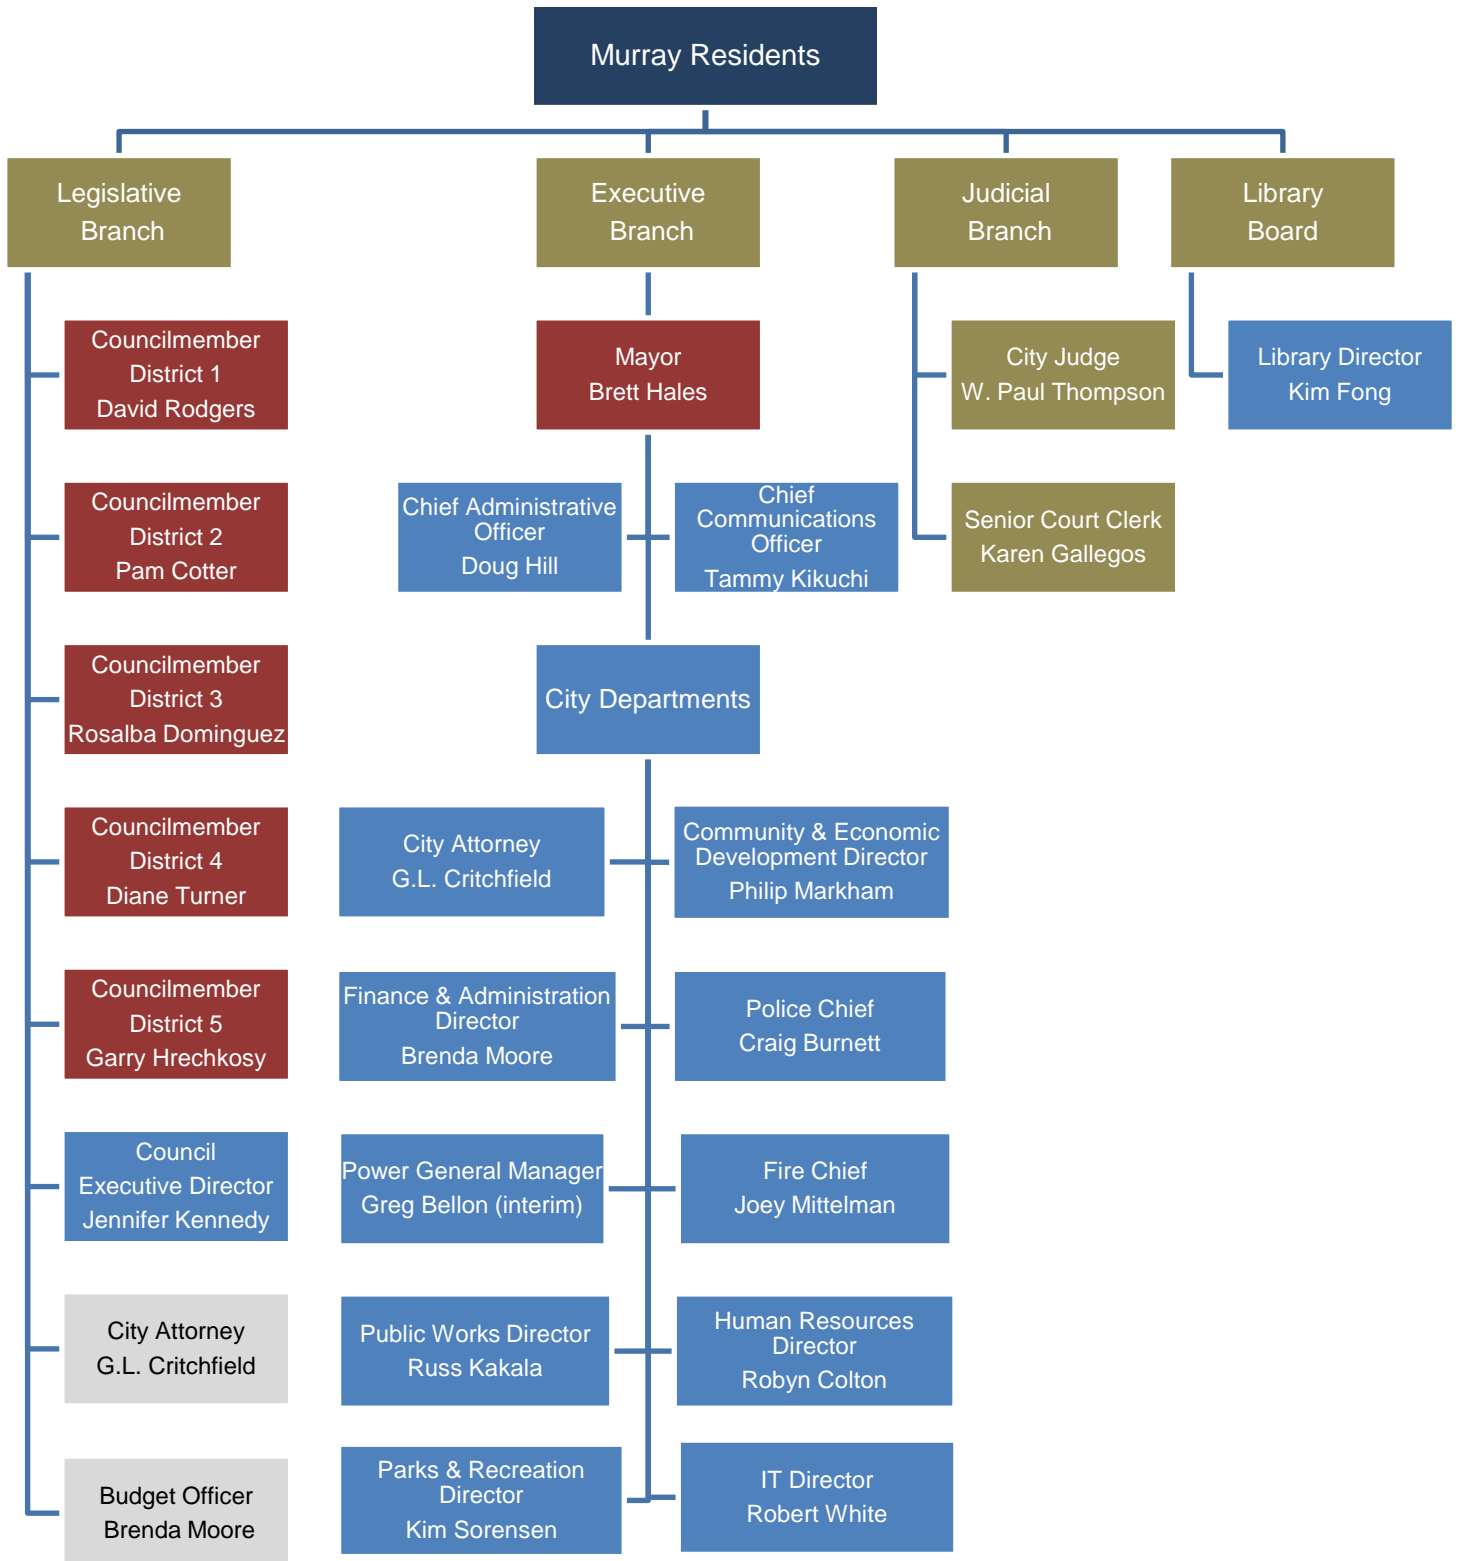 Murray Residents
Legislative
Branch
Executive
Branch
Judicial
Branch
Library
Board
Councilmember
District 1
David Rodgers
Mayor
Brett Hales
City Judge
W. Paul Thompson
Library Director
Kim Fong
Councilmember
District 2
Pam Cotter
Chief Administrative
Officer
Doug Hill
Chief
Communications
Officer
Tammy Kikuchi
Senior Court Clerk
Karen Gallegos
Councilmember
District 3
Rosalba Dominguez
City Departments
Councilmember
District 4
Diane Turner
City Attorney
G.L. Critchfield
Community & Economic
Development Director
Philip Markham
Councilmember
District 5
Garry Hrechkosy
Finance & Administration
Director
Brenda Moore
Police Chief
Craig Burnett
Council
Executive Director
Jennifer Kennedy
Power General Manager
Greg Bellon (interim)
Fire Chief
Joey Mittelman
City Attorney
G.L. Critchfield
Public Works Director
Russ Kakala
Human Resources
Director
Robyn Colton
Budget Officer
Brenda Moore
Parks & Recreation
Director
Kim Sorensen
IT Director
Robert White